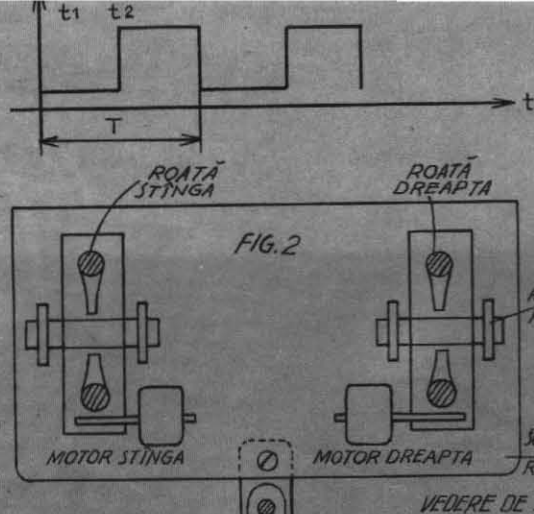 t1 t2
t
T
ROATĂ
STÎNGA
ROATĂ
DREAPTA
FIG.2
MOTOR STÎNGA
MOTOR DREAPTA
VEDERE DE